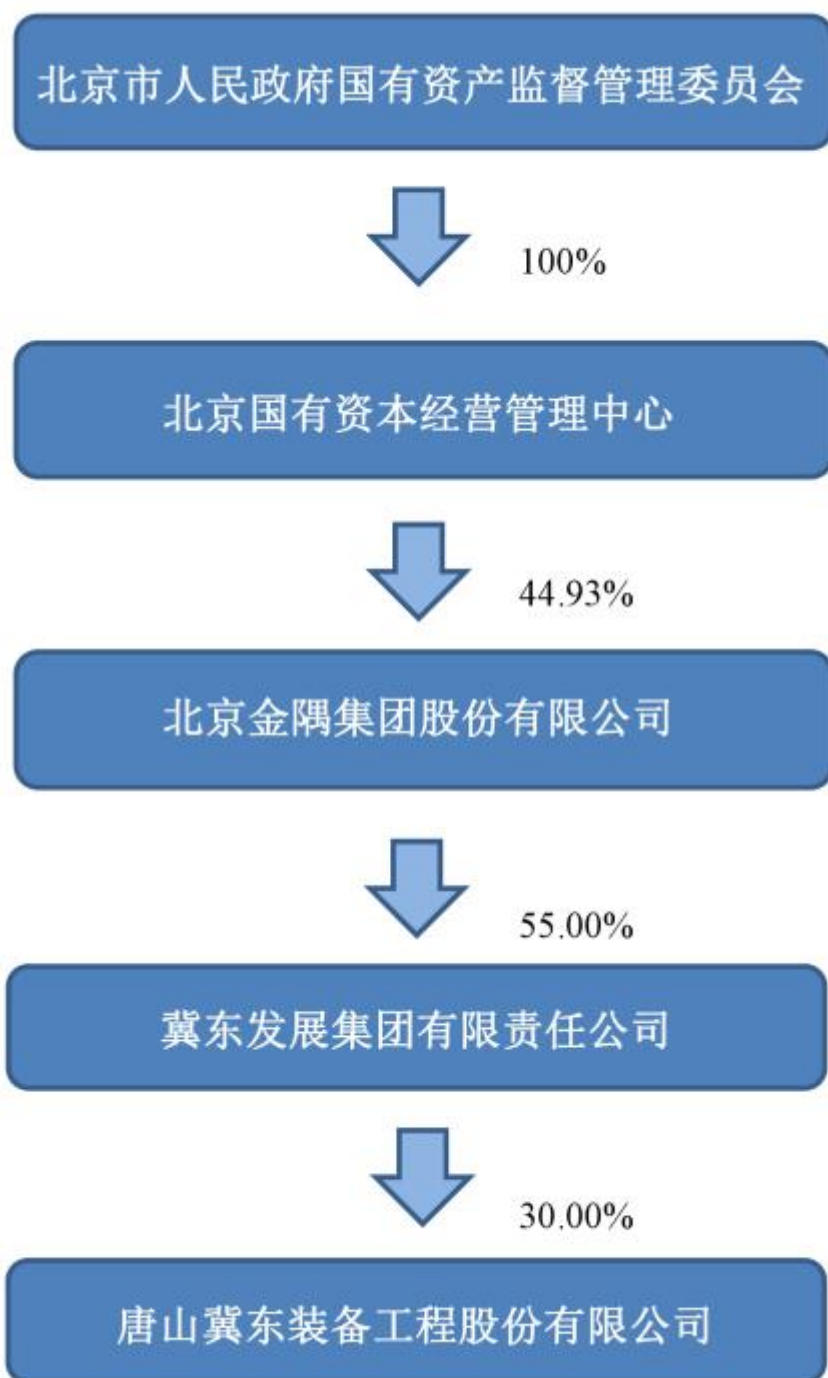 北京市人民政府国有资产监督管理委员会
100%
北京国有资本经营管理中心
44.93%
北京金隅集团股份有限公司
55.00%
冀东发展集团有限责任公司
30.00%
唐山冀东装备工程股份有限公司